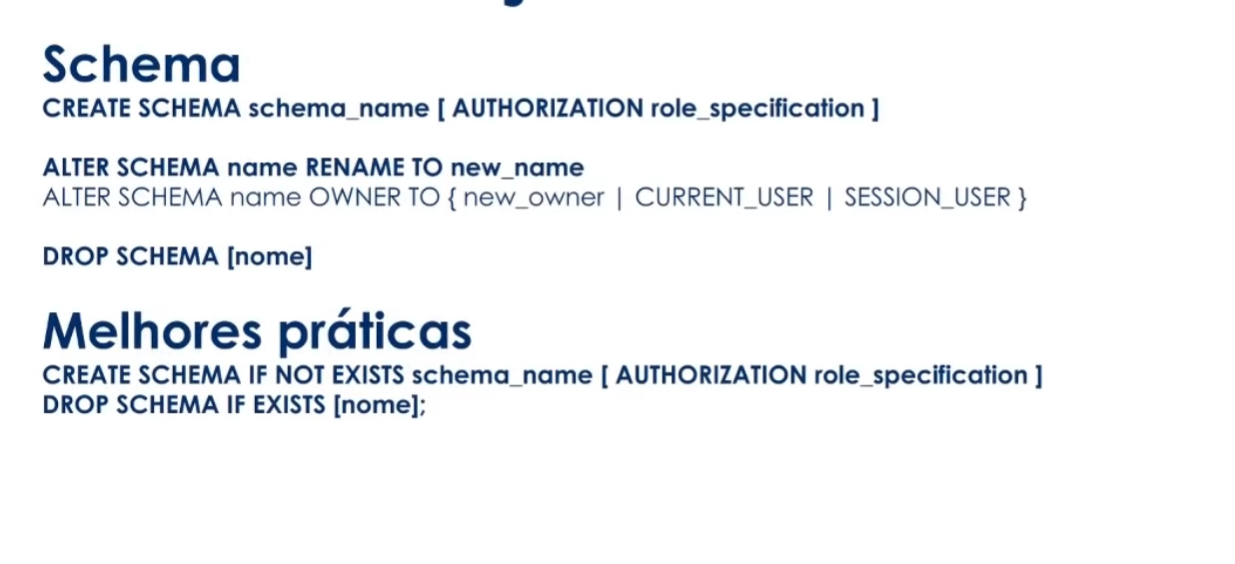 Schema
CREATE SCHEMA schema_name [ AUTHORIZATION role_specification ]
ALTER SCHEMA name RENAME TO new_name
ALTER SCHEMA name OWNER TO { new_owner | CURRENT_USER | SESSION_USER }
DROP SCHEMA [nome]
Melhores práticas
CREATE SCHEMA IF NOT EXISTS schema_name [ AUTHORIZATION role_specification ]
DROP SCHEMA IF EXISTS [nome];